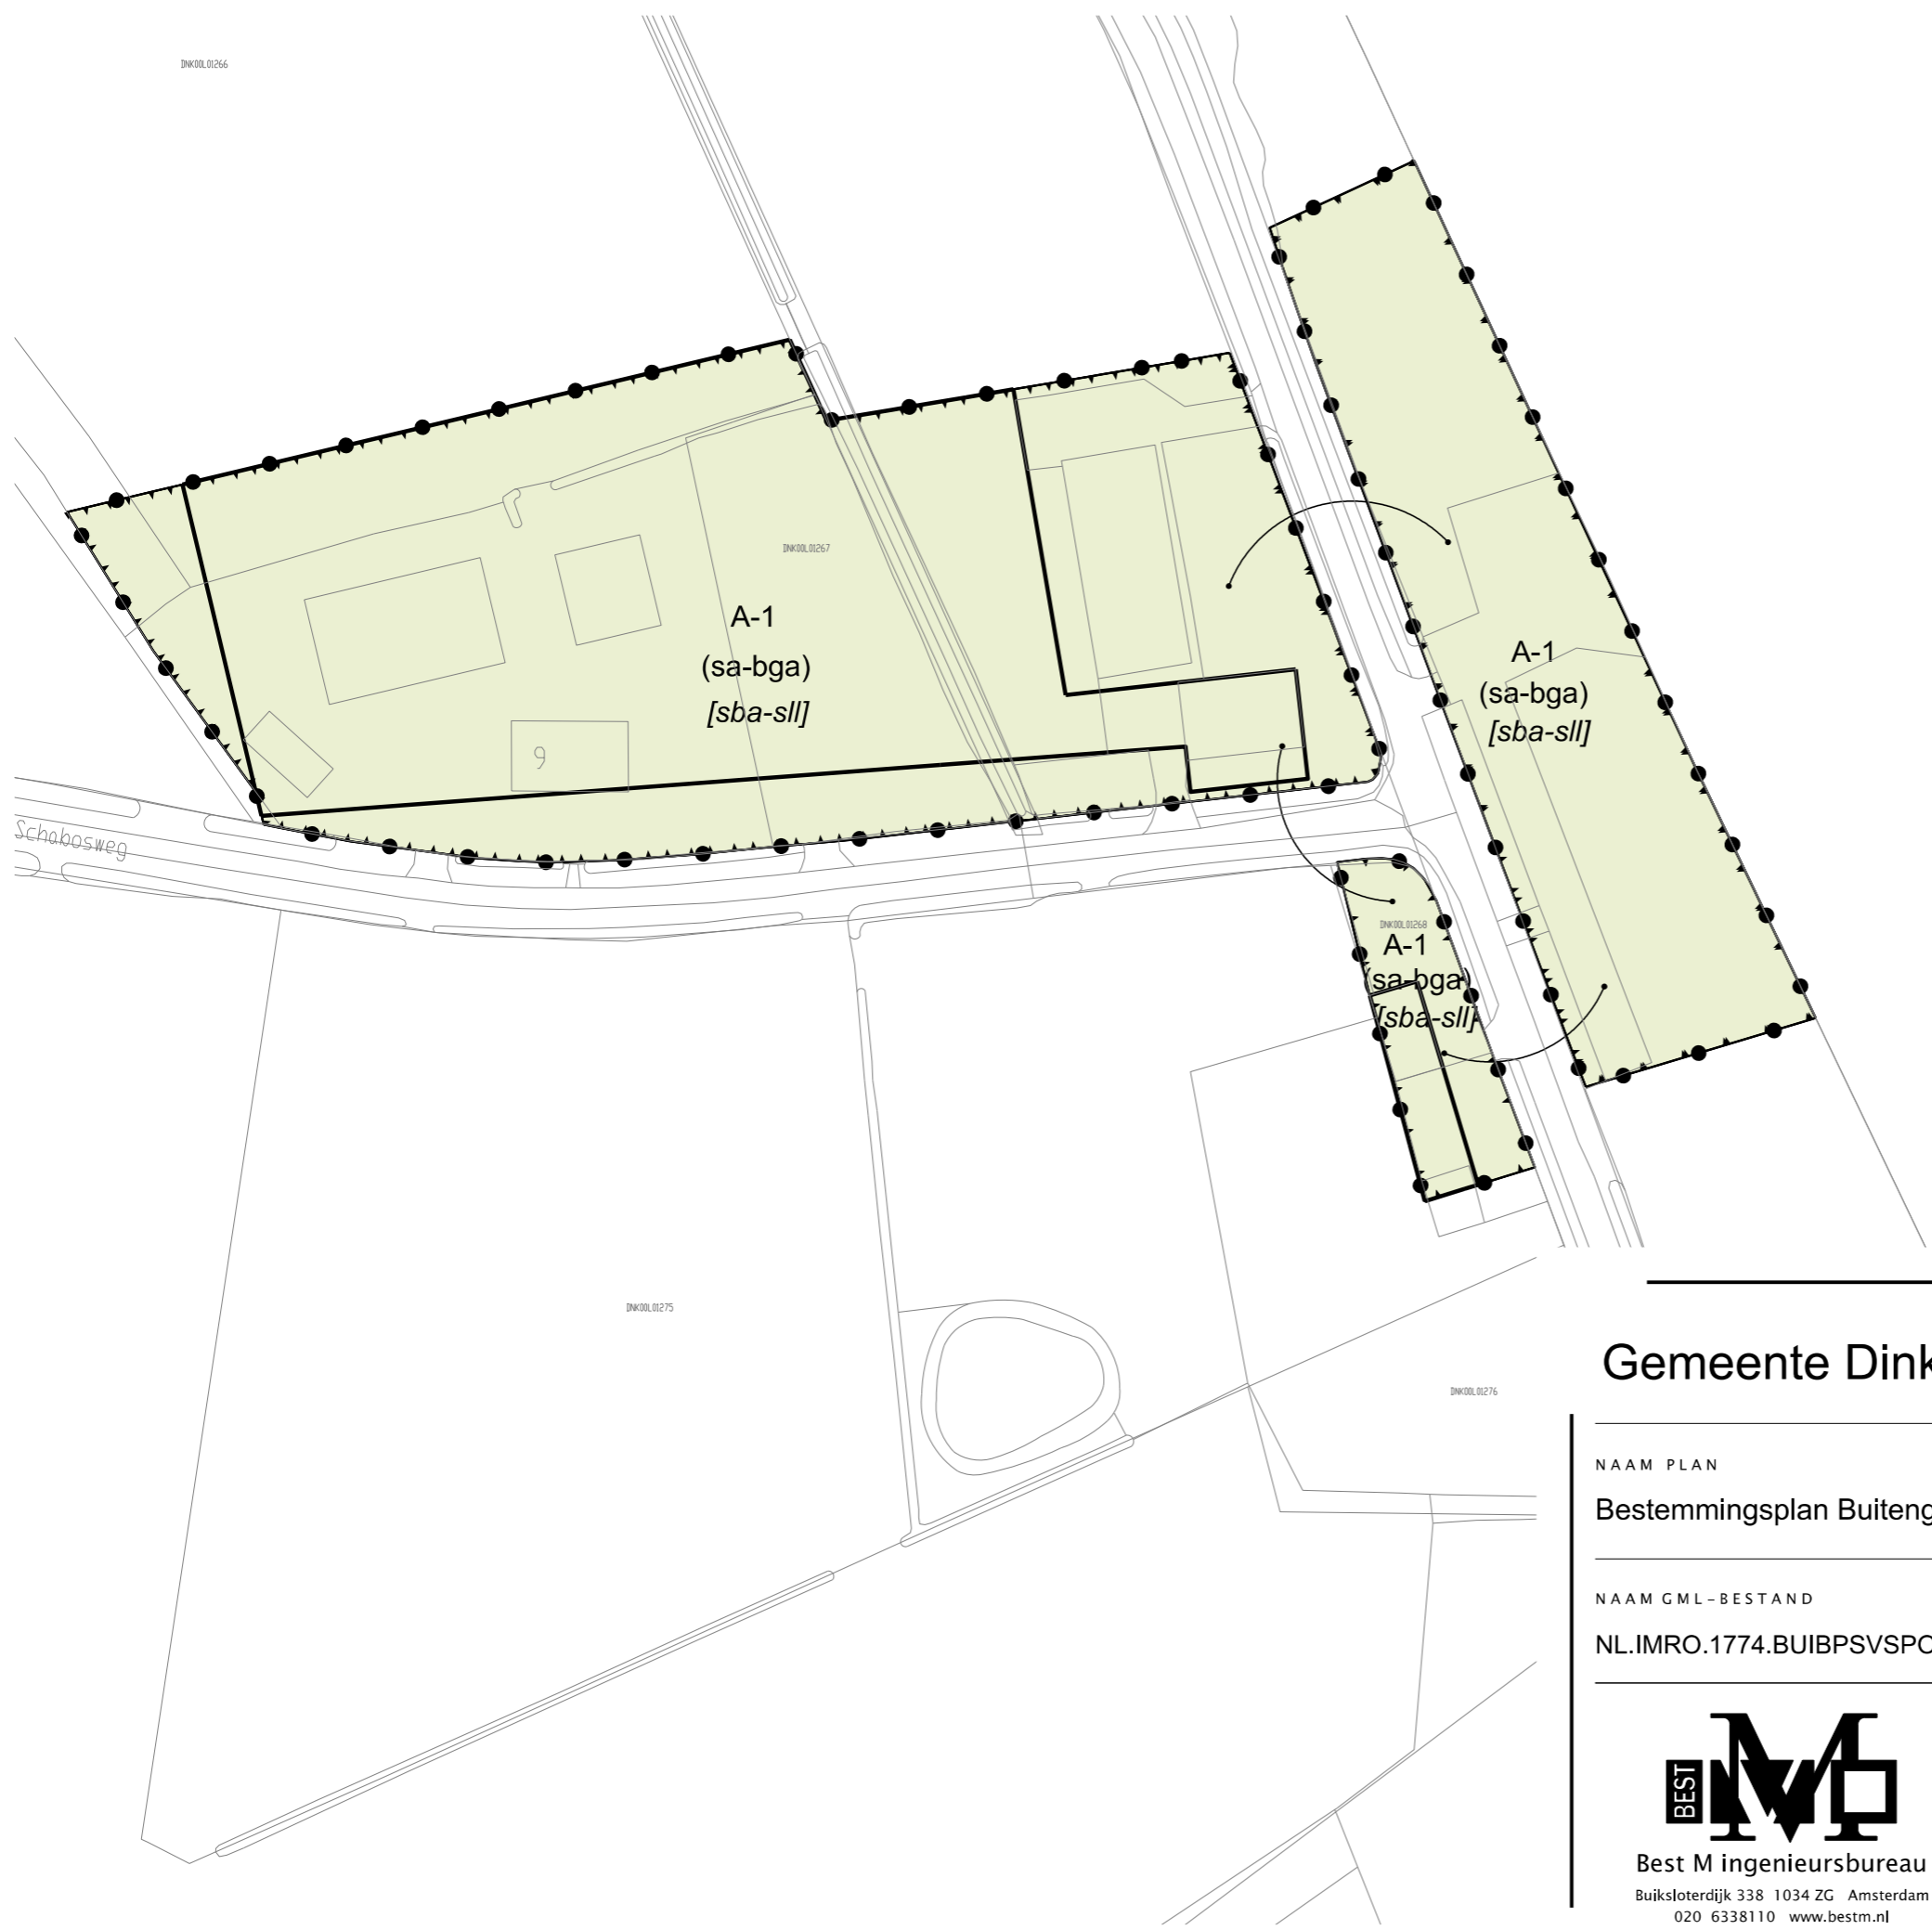 DNK00L01266
DNK00L01267
A-1
(sa-bga)
[sba-sll]
9
A-1
(sa-bga)
[sba-sll]
Schabosweg
DNK00L01268
A-1
(sa-bga)
[sba-sll]
DNK00L01275
DNK00L01276
Gemeente Dink
NAAM PLAN
Bestemmingsplan Buiteng
NAAM GML-BESTAND
NL.IMRO.1774.BUIBPSVSPO
BEST M
Best M ingenieursbureau
Buiksloterdijk 338 1034 ZG Amsterdam
020 6338110 www.bestm.nl